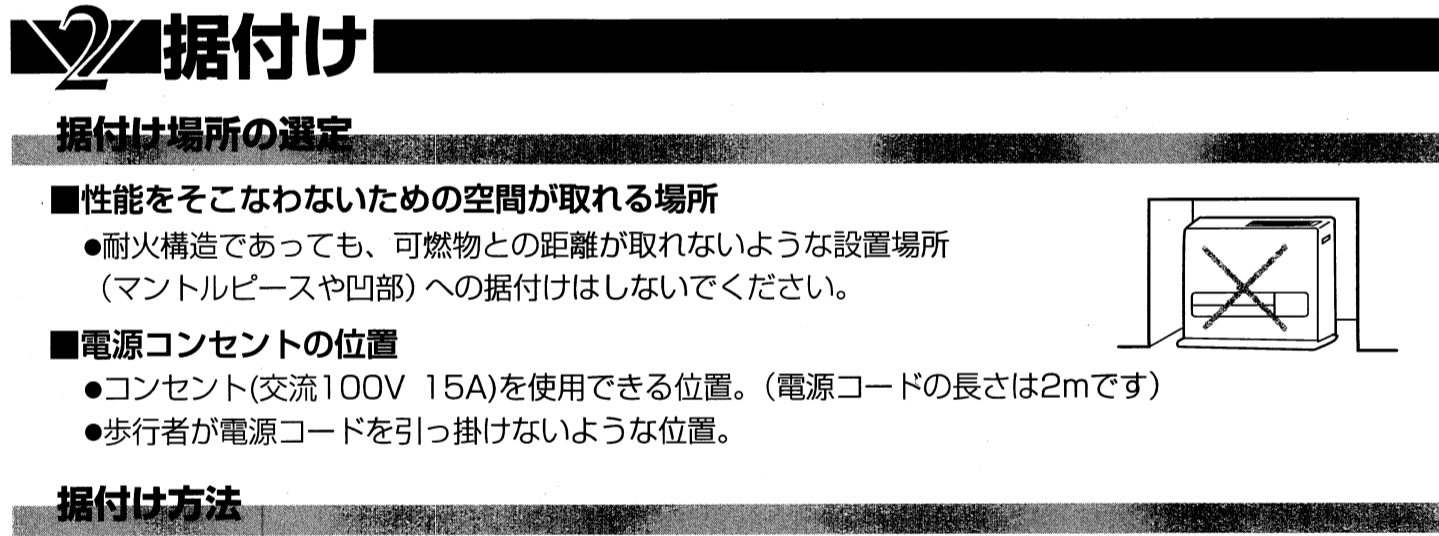 2 据付け
据付け場所の選定
■性能をそこなわないための空間が取れる場所
●耐火構造であっても、可燃物との距離が取れないような設置場所
（マントルピースや凹部）への据付けはしないでください。
■電源コンセントの位置
●コンセント(交流100V 15A)を使用できる位置。（電源コードの長さは2mです）
●歩行者が電源コードを引っ掛けないような位置。
据付け方法